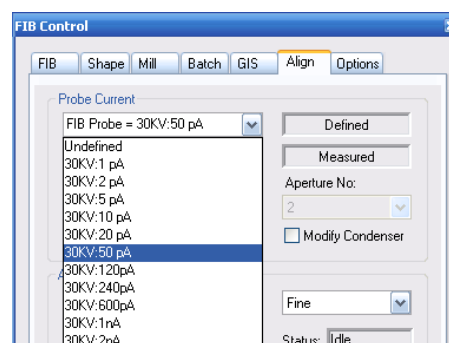 FIB Control
FIB Shape Mill Batch GIS Align Options
Probe Current
FIB Probe = 30KV:50 pA
Defined
Undefined
30KV:1 pA
Measured
30KV:2 pA
Aperture No:
30KV:5 pA
2
30KV:10 pA
30KV:20 pA
Modify Condenser
30KV:50 pA
30KV:120pA
30KV:240pA
Fine
30KV:600pA
30KV:1nA
Status: Idle
30KV:2nA